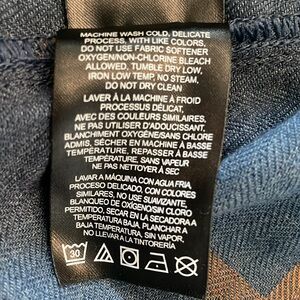 MACHINE WASH COLD, DELICATE
PROCESS, WITH LIKE COLORS,
DO NOT USE FABRIC SOFTENER
OXYGEN/NON-CHLORINE BLEACH
ALLOWED, TUMBLE DRY LOW,
IRON LOW TEMP, NO STEAM,
DO NOT DRY CLEAN
LAVER À LA MACHINE À FROID
PROCESSUS DÉLICAT.
AVEC DES COULEURS SIMILAIRES,
NE PAS UTILISER D'ADOUCISSANT.
BLANCHIMENT OXYGÈNE/SANS CHLORE
ADMIS, SÉCHER EN MACHINE À BASSE
TEMPÉRATURE, REPASSER À BASSE
TEMPÉRATURE, SANS VAPEUR
NE PAS NETTOYER À SEC
LAVAR A MÁQUINA CON AGUA FRIA,
PROCESO DELICADO, CON COLORES
SIMILARES, NO USE SUAVIZANTE
BLANQUEO DE OXÍGENO/SIN CLORO
PERMITIDO, SECAR EN LA SECADORA A
TEMPERATURA BAJA, PLANCHAR A
BAJA TEMPERATURA, SIN VAPOR,
NO LLEVAR A LA TINTORERÍA
30